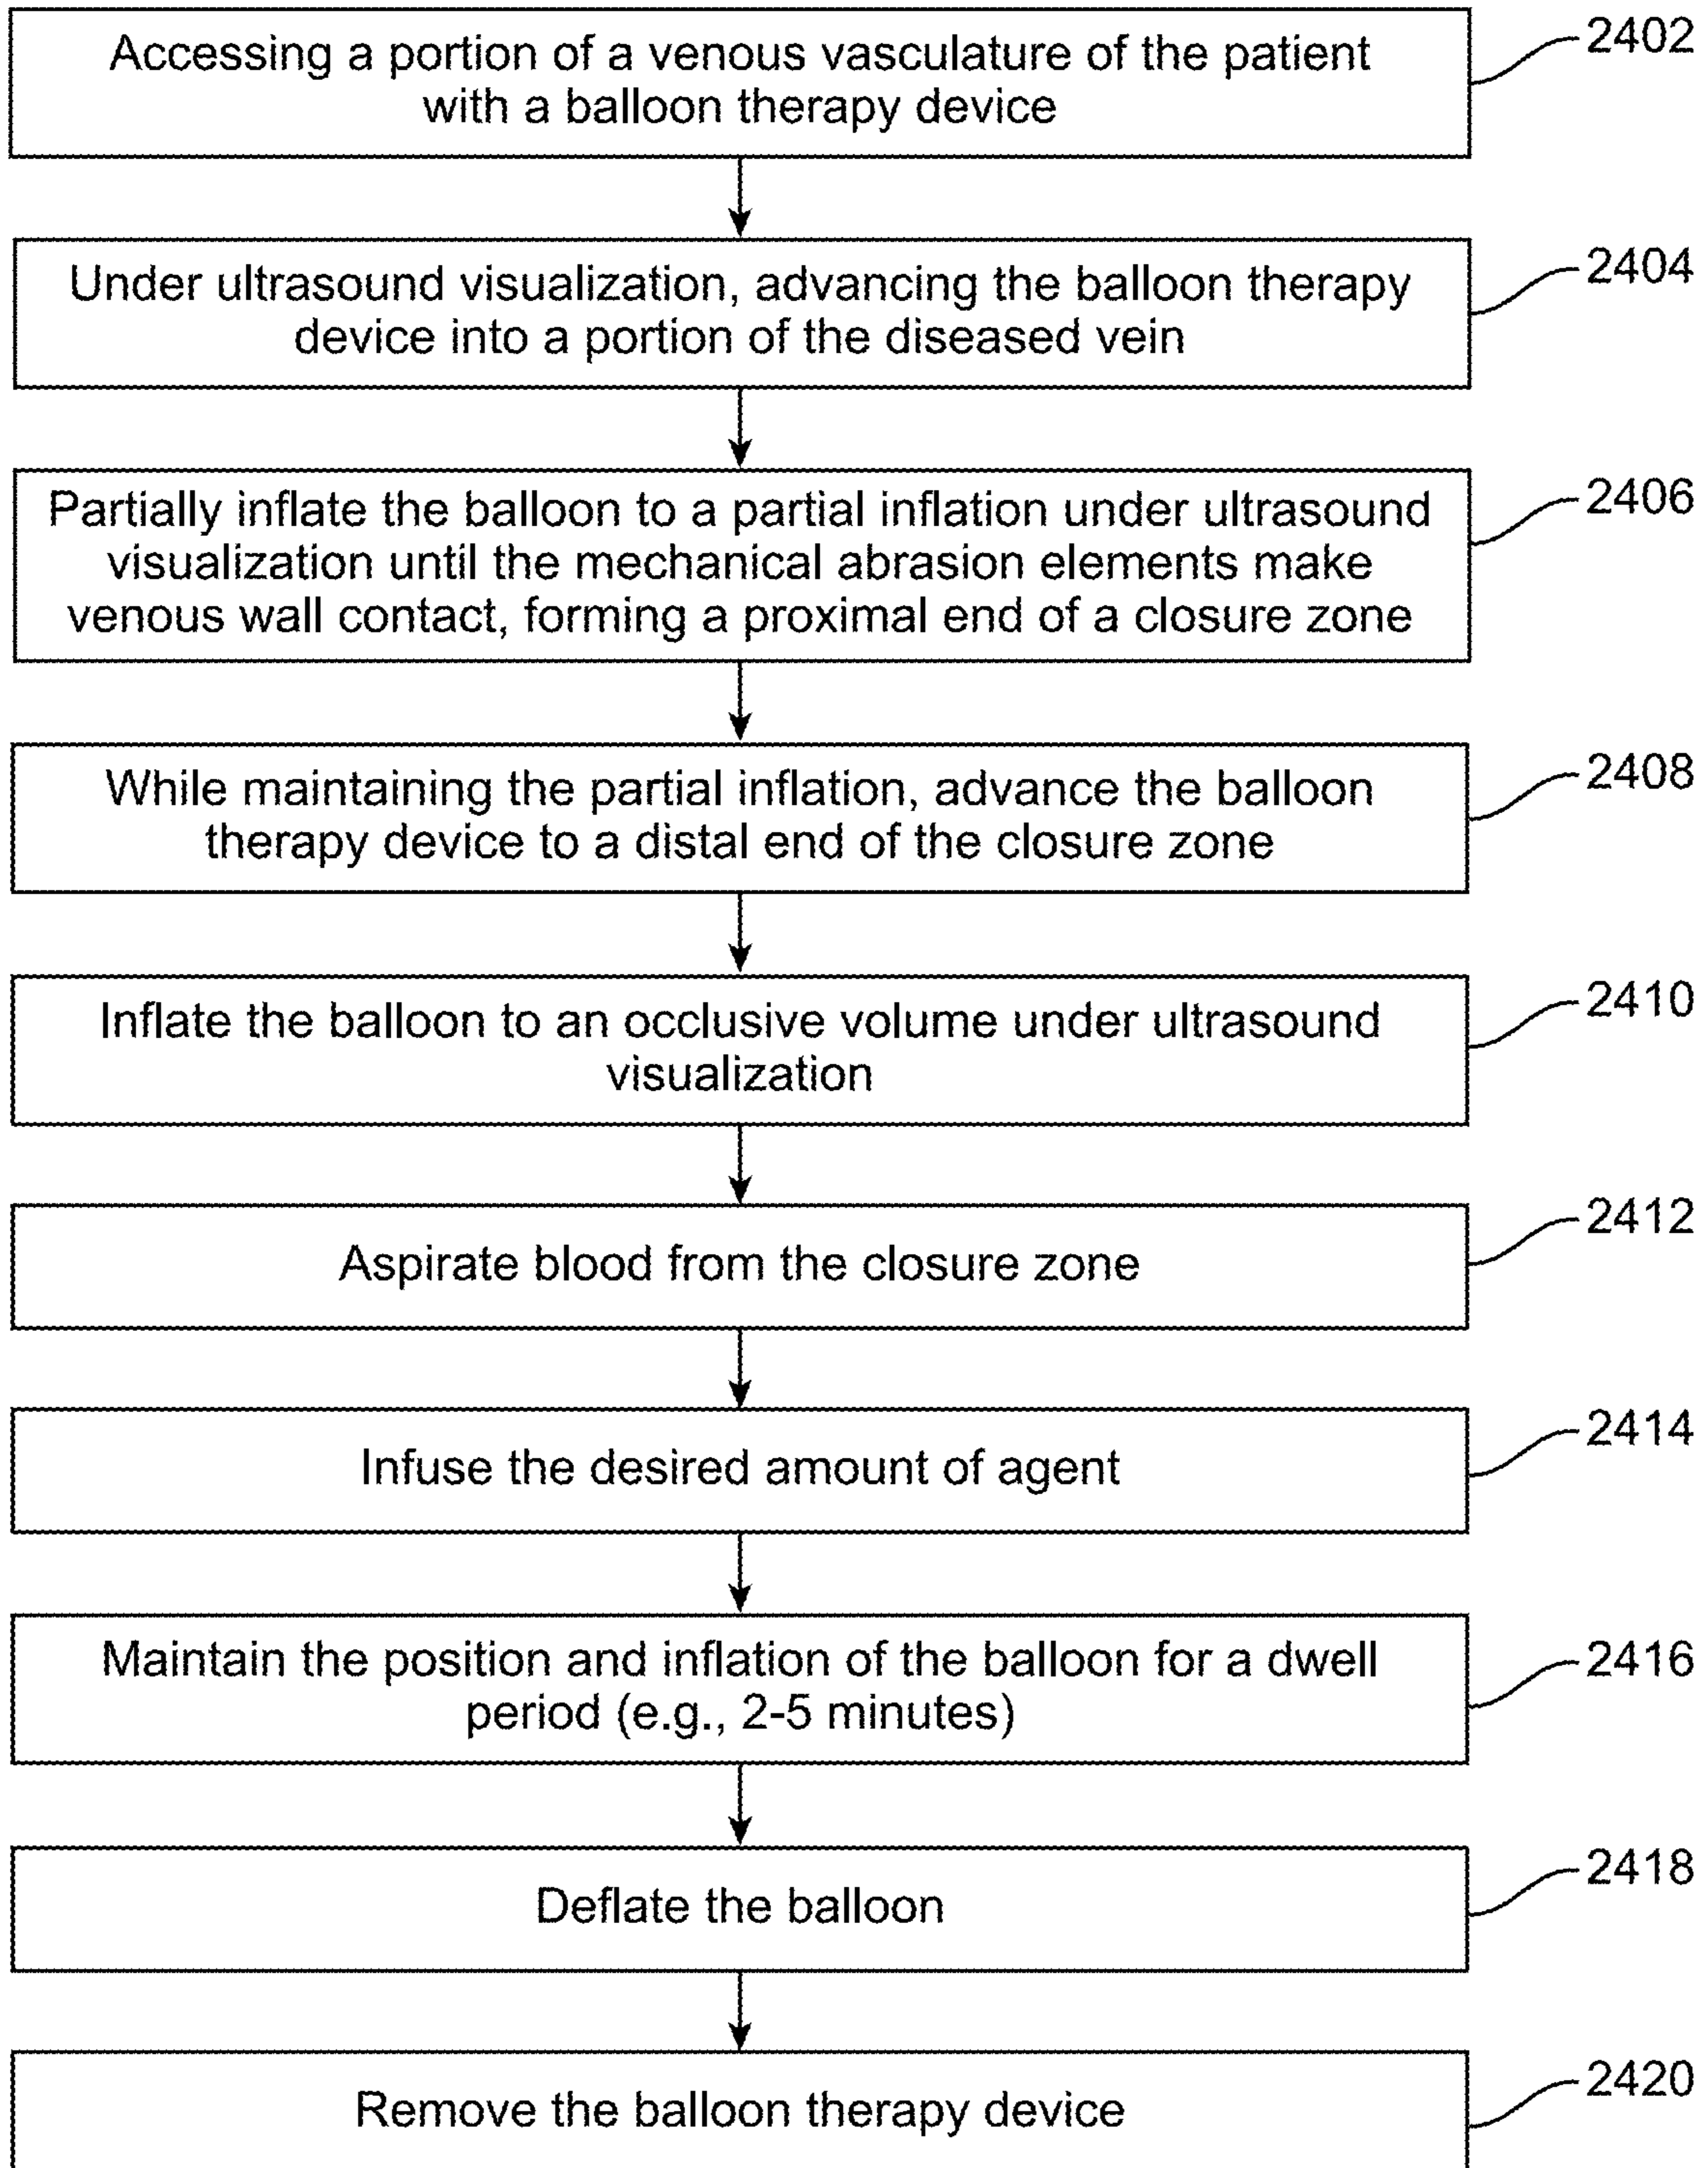 Accessing a portion of a venous vasculature of the patient
with a balloon therapy device
2402
Under ultrasound visualization, advancing the balloon therapy
device into a portion of the diseased vein
2404
Partially inflate the balloon to a partial inflation under ultrasound
visualization until the mechanical abrasion elements make
venous wall contact, forming a proximal end of a closure zone
2406
While maintaining the partial inflation, advance the balloon
therapy device to a distal end of the closure zone
2408
Inflate the balloon to an occlusive volume under ultrasound
visualization
2410
Aspirate blood from the closure zone
2412
Infuse the desired amount of agent
2414
Maintain the position and inflation of the balloon for a dwell
period (e.g., 2-5 minutes)
2416
Deflate the balloon
2418
Remove the balloon therapy device
2420